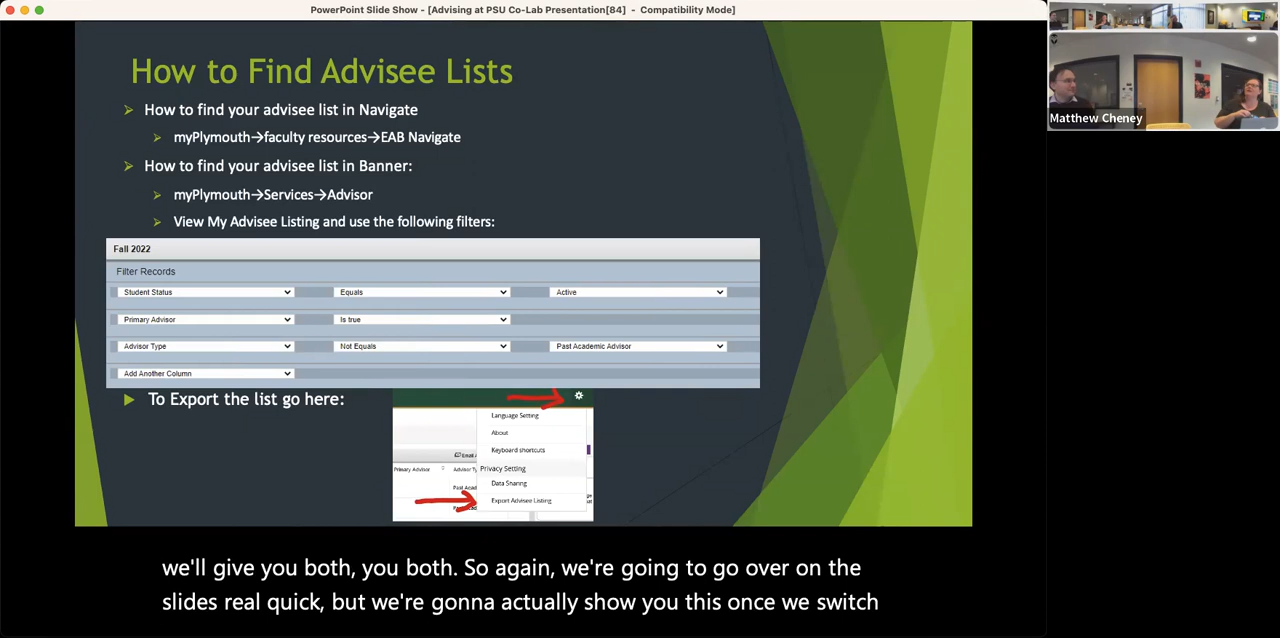 PowerPoint Slide Show - [Advising at PSU Co-Lab Presentation[84] - Compatibility Mode]
How to Find Advisee Lists
How to find your advisee list in Navigate
myPlymouth→faculty resources→EAB Navigate
How to find your advisee list in Banner:
myPlymouth→Services→Advisor
View My Advisee Listing and use the following filters:
Fall 2022
Filter Records
Student Status Equals Active
Primary Advisor Is true
Advisor Type Not Equals Past Academic Advisor
Add Another Column
To Export the list go here:
Language Setting
About
Keyboard shortcuts
Email
Primary Advisor Privacy Setting
Data Sharing
Export Advisee Listing
Matthew Cheney
we'll give you both, you both. So again, we're going to go over on the
slides real quick, but we're gonna actually show you this once we switch